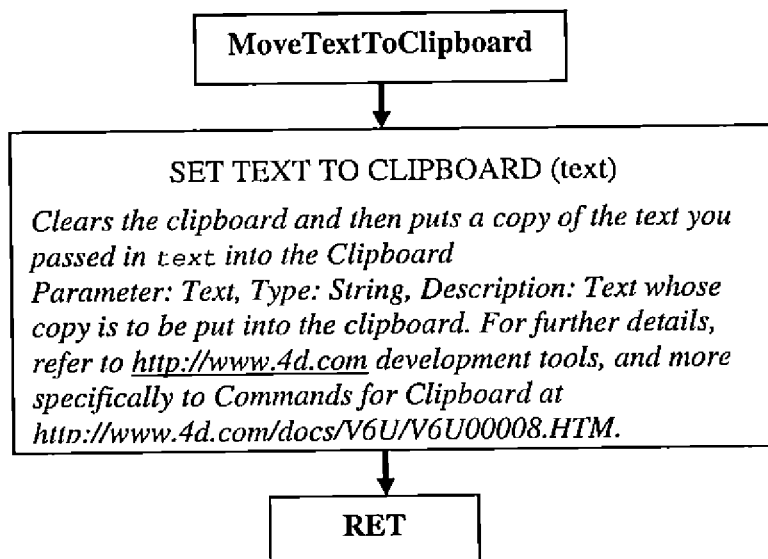 MoveTextToClipboard
SET TEXT TO CLIPBOARD (text)
Clears the clipboard and then puts a copy of the text you
passed in text into the Clipboard
Parameter: Text, Type: String, Description: Text whose
copy is to be put into the clipboard. For further details,
refer to http://www.4d.com development tools, and more
specifically to Commands for Clipboard at
http://www.4d.com/docs/V6U/V6U00008.HTM.
RET